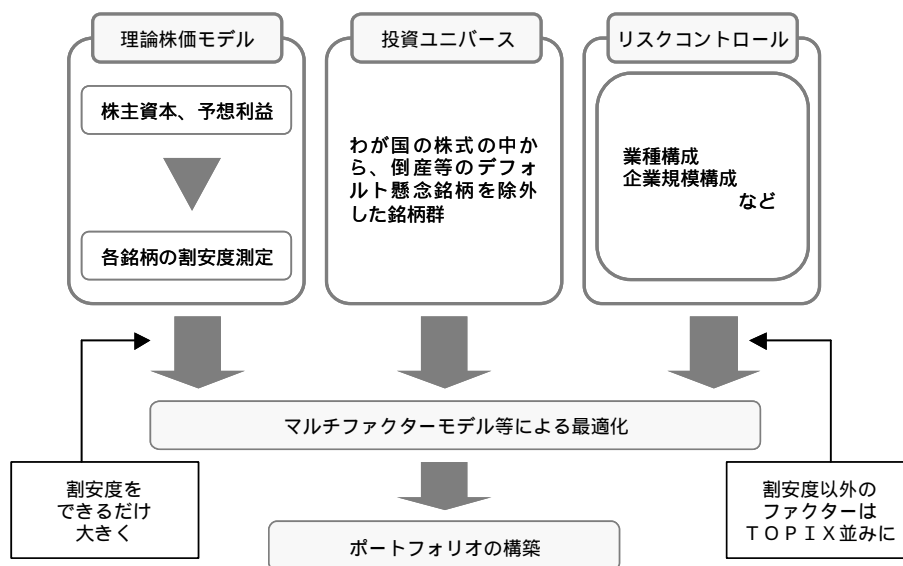 理論株価モデル
株主資本、予想利益
各銘柄の割安度測定
投資ユニバース
わが国の株式の中か
ら、倒産等のデフォ
ルト懸念銘柄を除外
した銘柄群
リスクコントロール
業種構成
企業規模構成
など
マルチファクターモデル等による最適化
割安度を
できるだけ
大きく
割安度以外の
ファクターは
ＴＯＰＩＸ並みに
ポートフォリオの構築